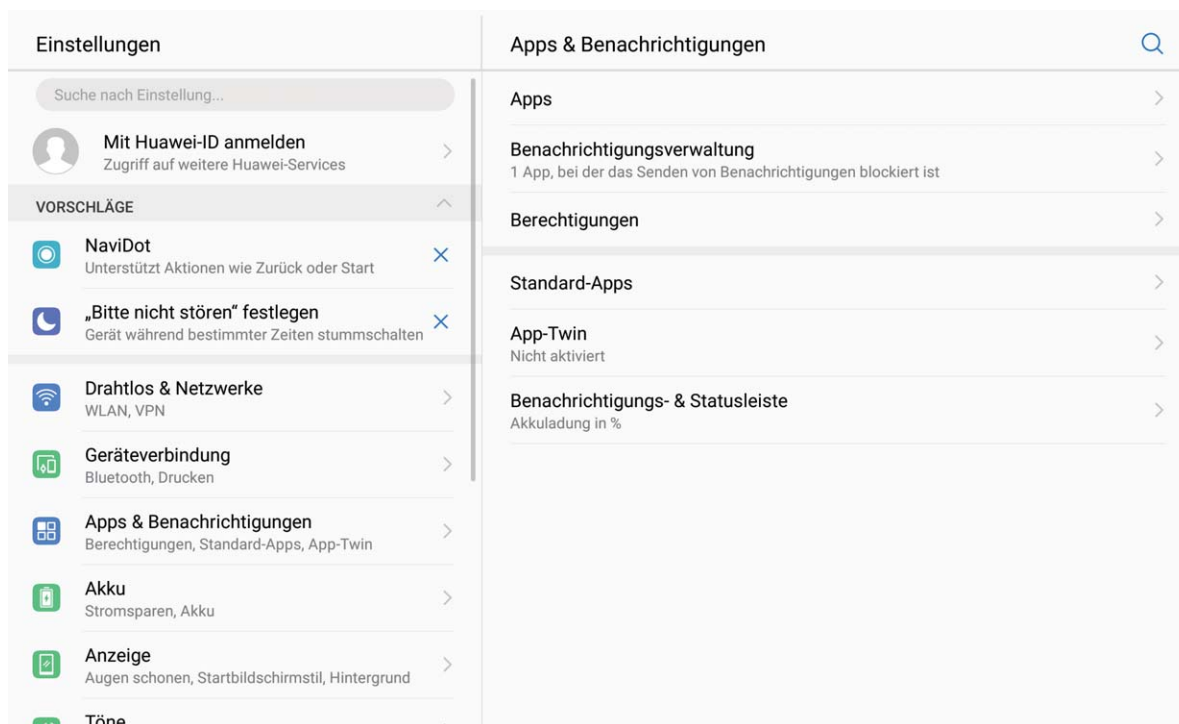 Einstellungen
Suche nach Einstellung...
Mit Huawei-ID anmelden
Zugriff auf weitere Huawei-Services
VORSCHLÄGE
NaviDot
Unterstützt Aktionen wie Zurück oder Start
„Bitte nicht stören“ festlegen
Gerät während bestimmter Zeiten stummschalten
Drahtlos & Netzwerke
WLAN, VPN
Geräteverbindung
Bluetooth, Drucken
Apps & Benachrichtigungen
Berechtigungen, Standard-Apps, App-Twin
Akku
Stromsparen, Akku
Anzeige
Augen schonen, Startbildschirmstil, Hintergrund
Töne
Apps & Benachrichtigungen
Apps
Benachrichtigungsverwaltung
1 App, bei der das Senden von Benachrichtigungen blockiert ist
Berechtigungen
Standard-Apps
App-Twin
Nicht aktiviert
Benachrichtigungs- & Statusleiste
Akkuladung in %